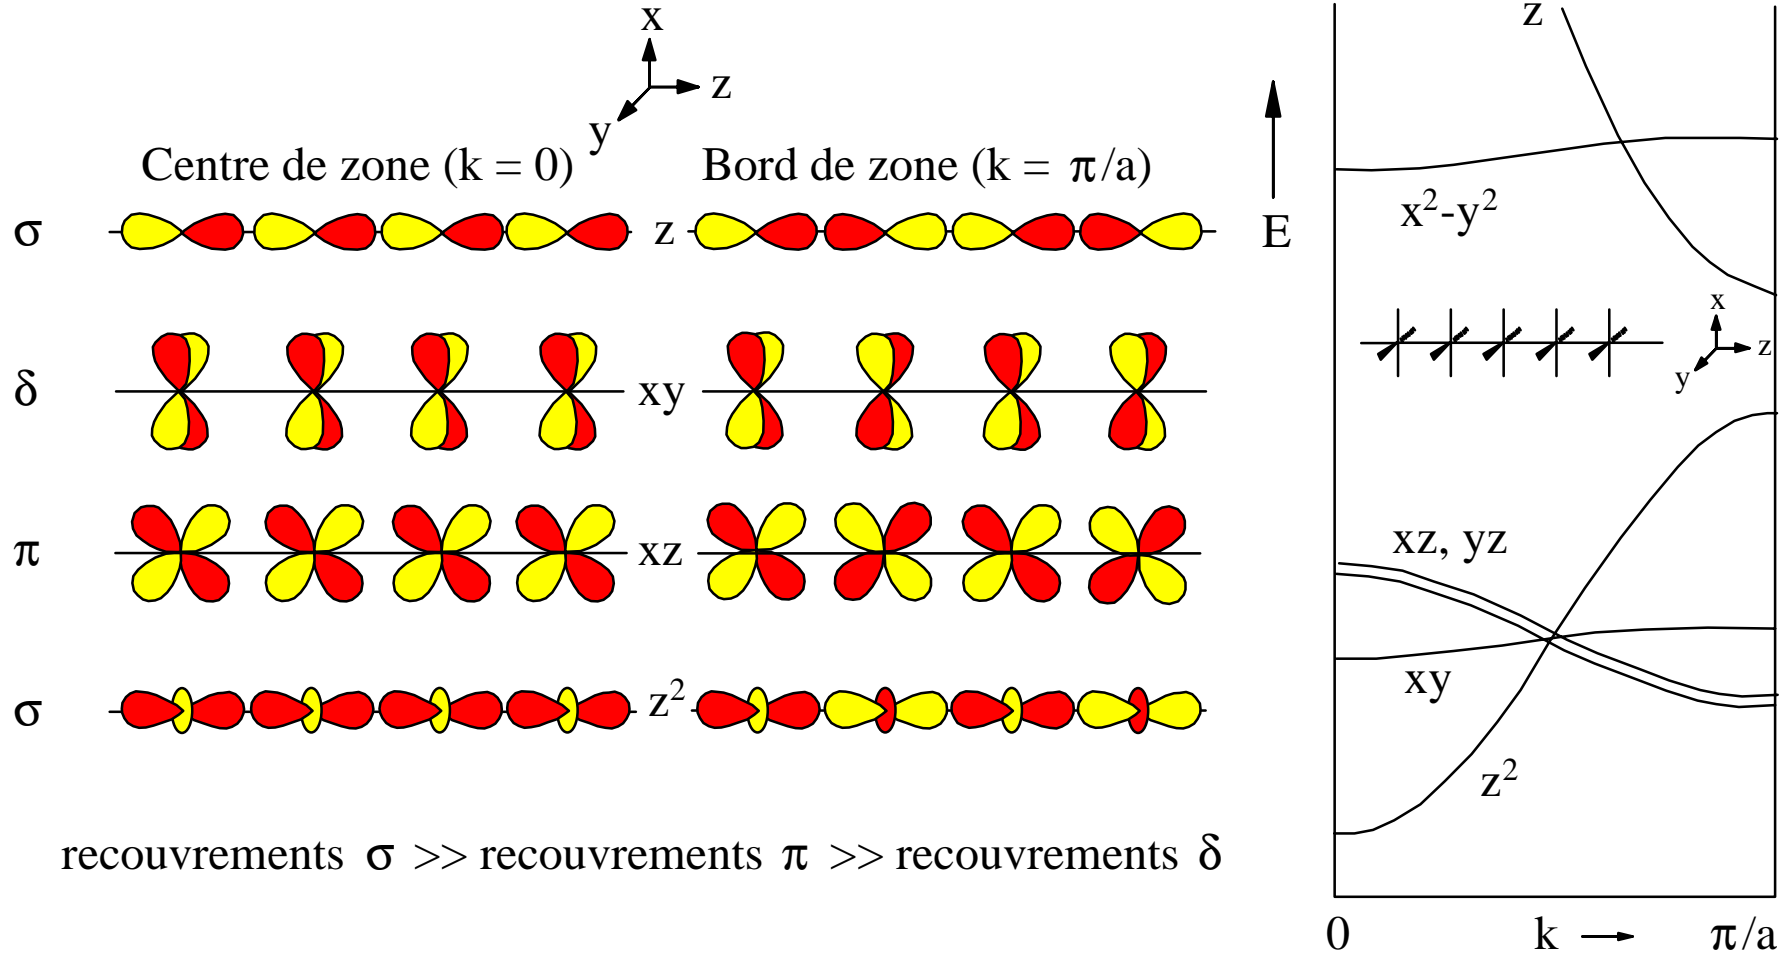 x
z
y
Centre de zone (k = 0)
Bord de zone (k = π/a)
σ
z
δ
xy
π
xz
σ
z²
recouvrements σ >> recouvrements π >> recouvrements δ
E
z
x²-y²
x
z
y
xz, yz
xy
z²
0
k
π/a